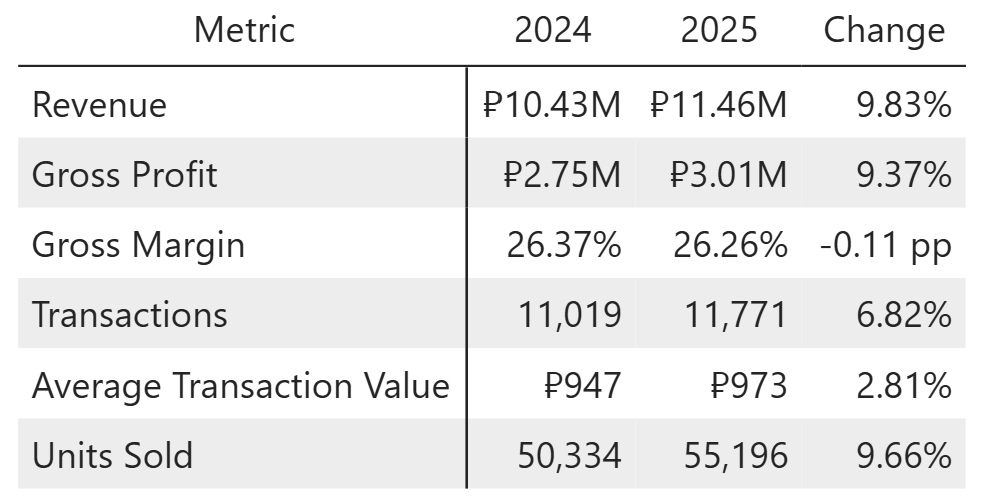 Metric 2024 2025 Change
Revenue ₽10.43M ₽11.46M 9.83%
Gross Profit ₽2.75M ₽3.01M 9.37%
Gross Margin 26.37% 26.26% -0.11 pp
Transactions 11,019 11,771 6.82%
Average Transaction Value ₽947 ₽973 2.81%
Units Sold 50,334 55,196 9.66%